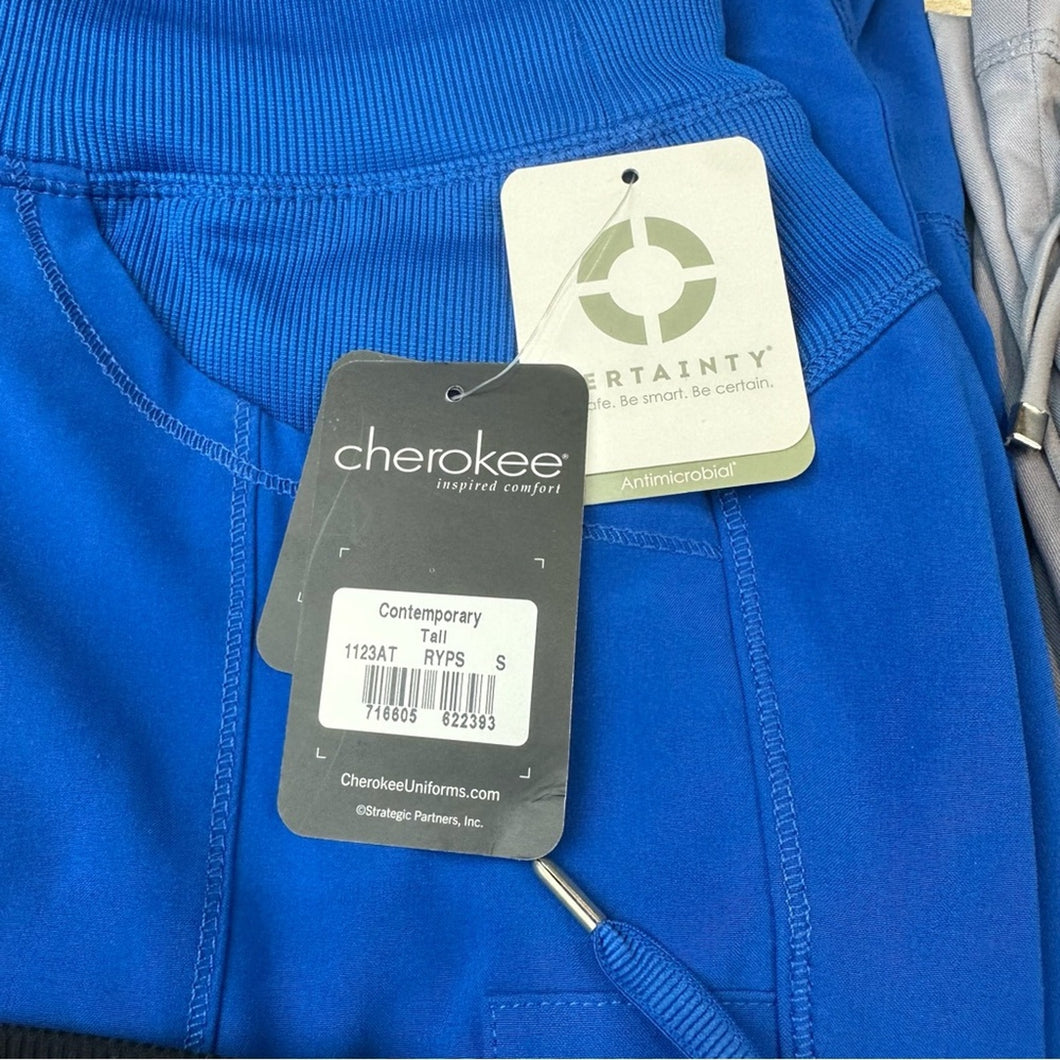 ERTAINTY®
afe. Be smart. Be certain.
Antimicrobial®
cherokee®
inspired comfort
Contemporary
Tall
1123AT RYPS S
716605 622393
CherokeeUniforms.com
©Strategic Partners, Inc.